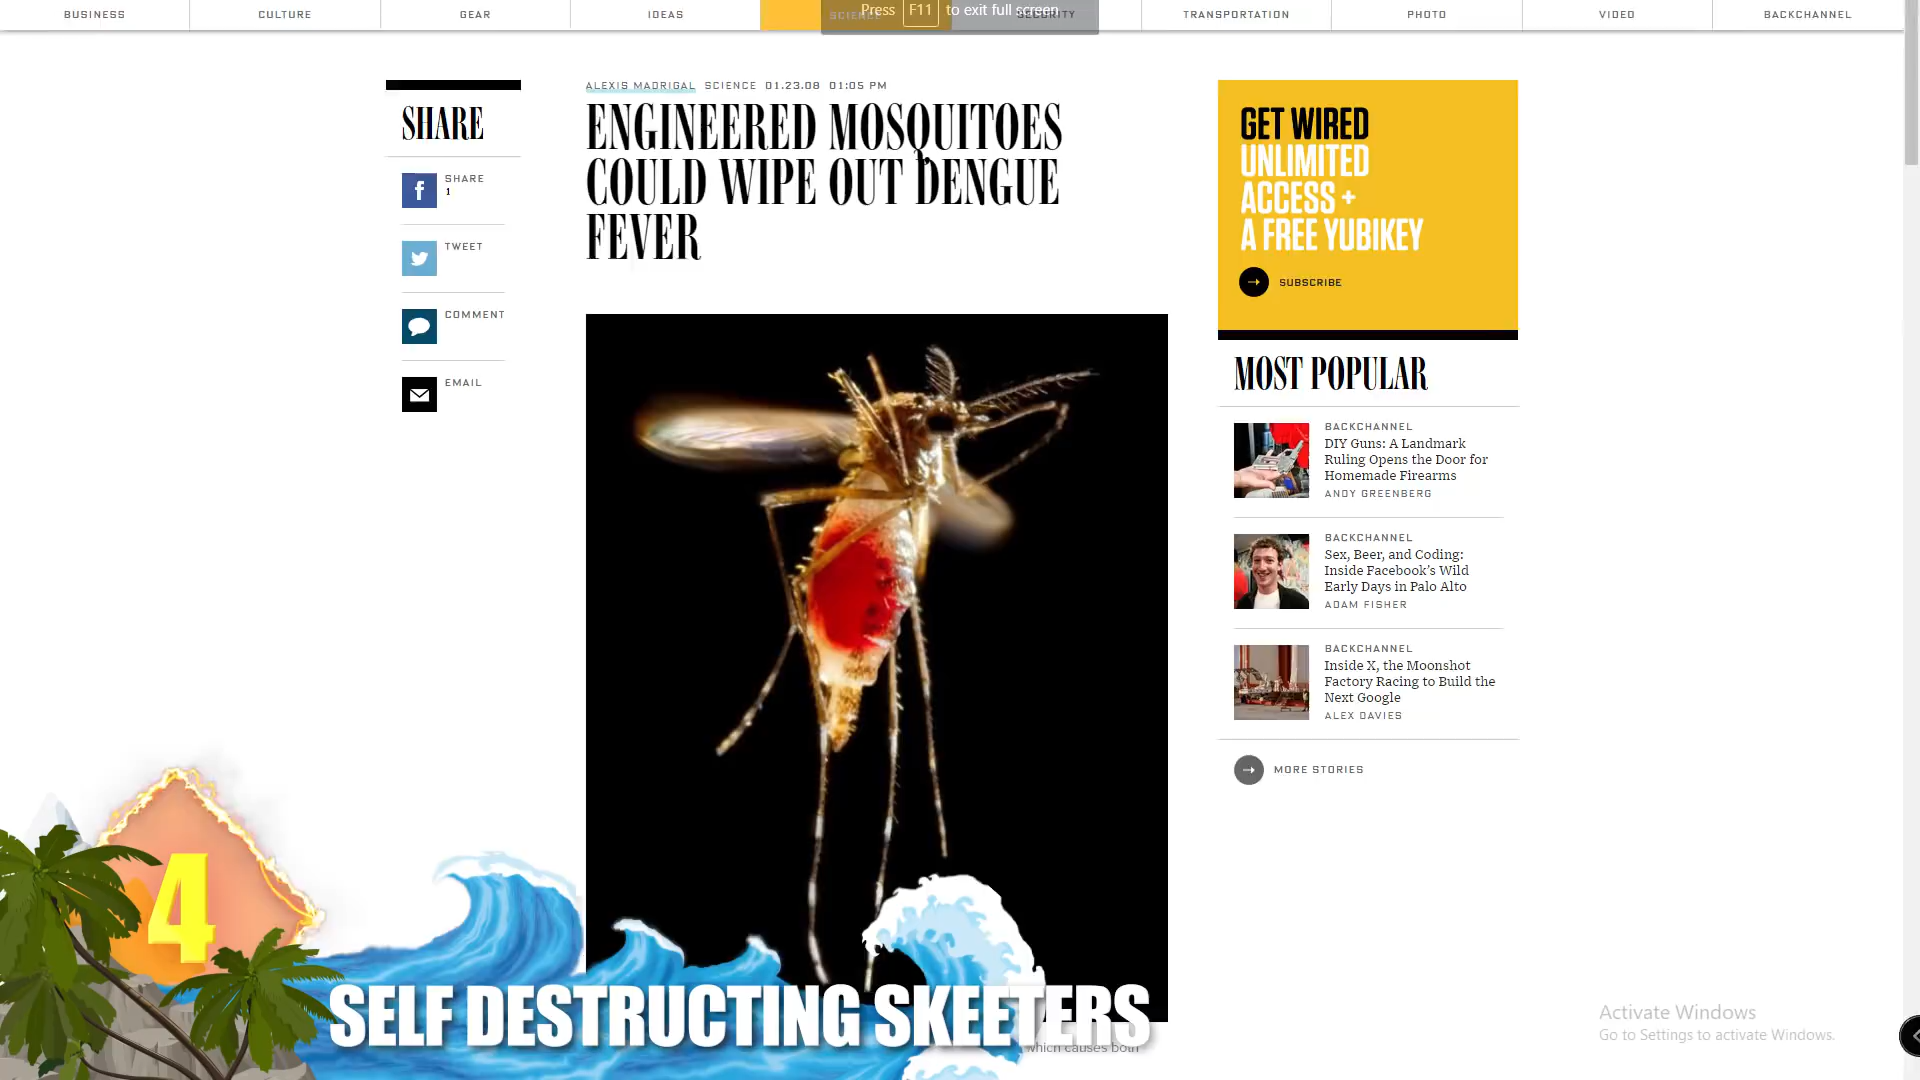 BUSINESS
CULTURE
GEAR
IDEAS
SCIENCE
SECURITY
TRANSPORTATION
PHOTO
VIDEO
BACKCHANNEL
Press F11 to exit full screen
SHARE
SHARE
1
TWEET
COMMENT
EMAIL
ALEXIS MADRIGAL SCIENCE 01.23.08 01:05 PM
ENGINEERED MOSQUITOES
COULD WIPE OUT DENGUE
FEVER
GET WIRED
UNLIMITED
ACCESS +
A FREE YUBIKEY
SUBSCRIBE
MOST POPULAR
BACKCHANNEL
DIY Guns: A Landmark
Ruling Opens the Door for
Homemade Firearms
ANDY GREENBERG
BACKCHANNEL
Sex, Beer, and Coding:
Inside Facebook's Wild
Early Days in Palo Alto
ADAM FISHER
BACKCHANNEL
Inside X, the Moonshot
Factory Racing to Build the
Next Google
ALEX DAVIES
MORE STORIES
4
SELF DESTRUCTING SKEETERS
which causes both
Activate Windows
Go to Settings to activate Windows.